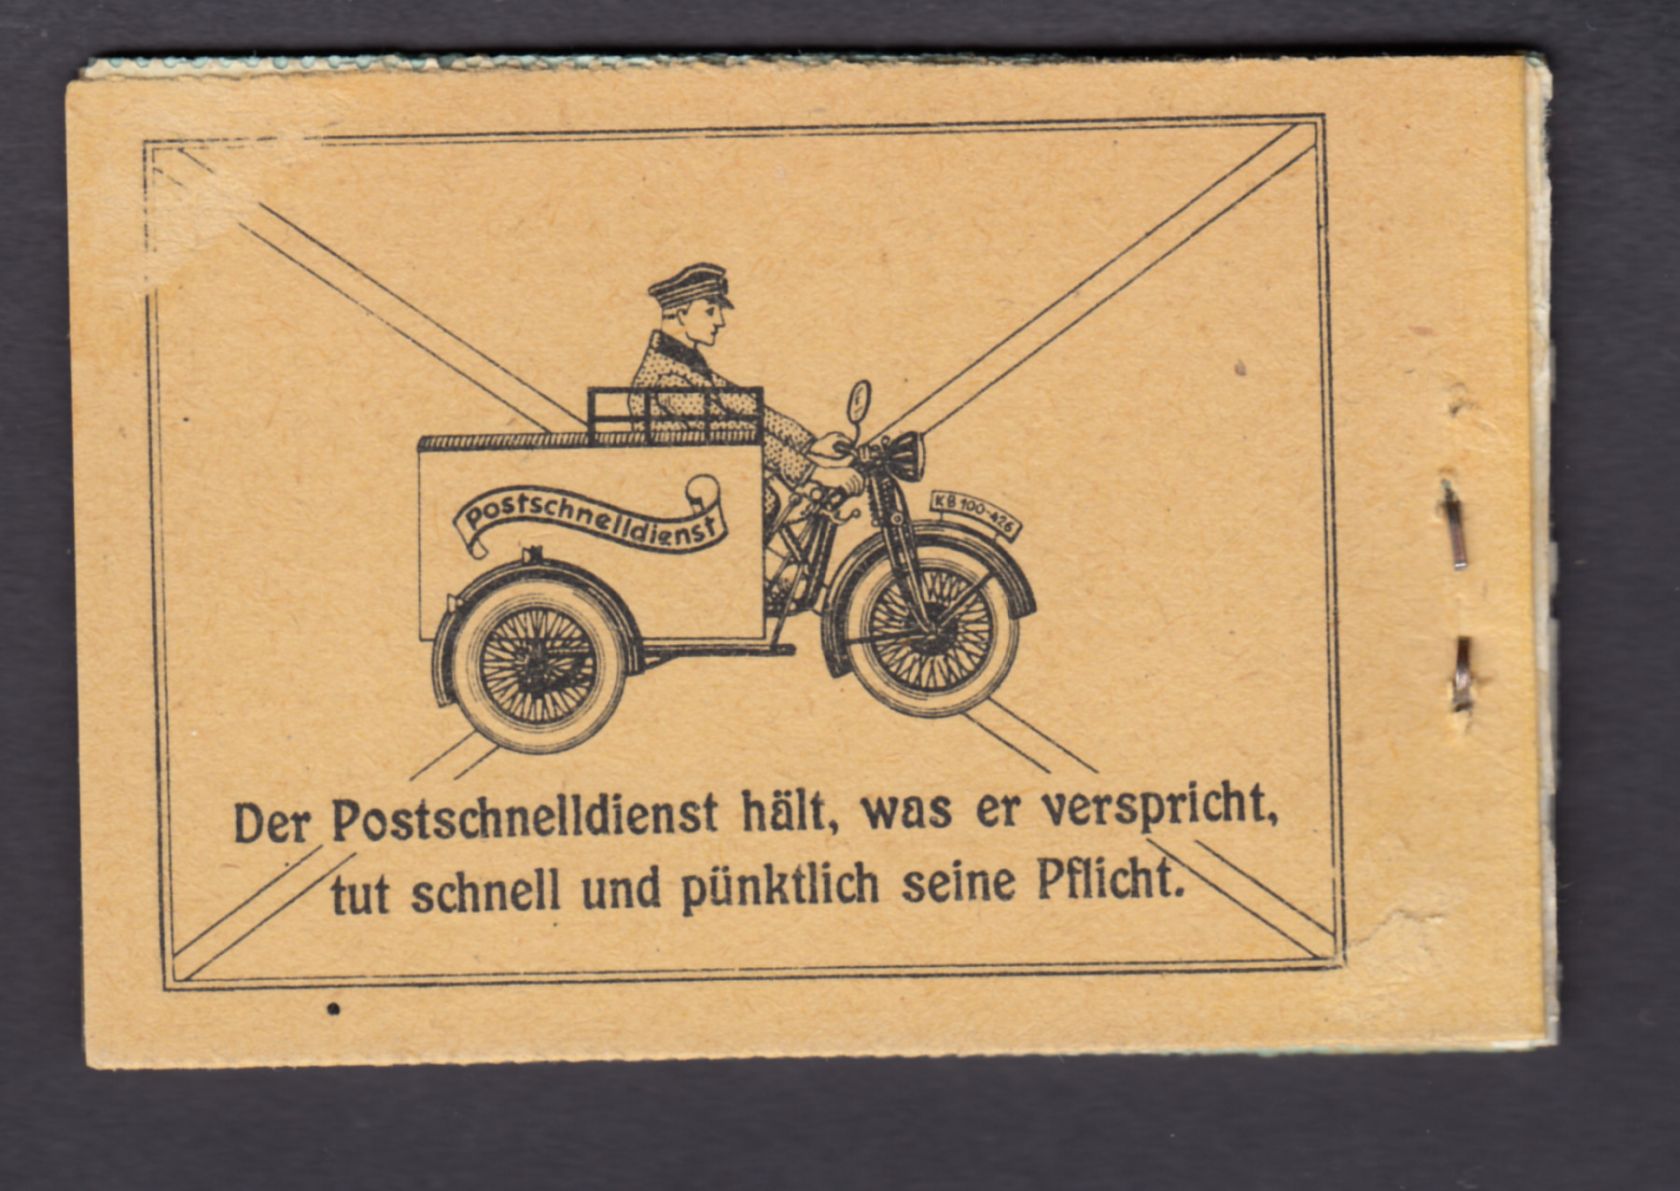 Postschnelldienst
KB 100-426
Der Postschnelldienst hält, was er verspricht,
tut schnell und pünktlich seine Pflicht.